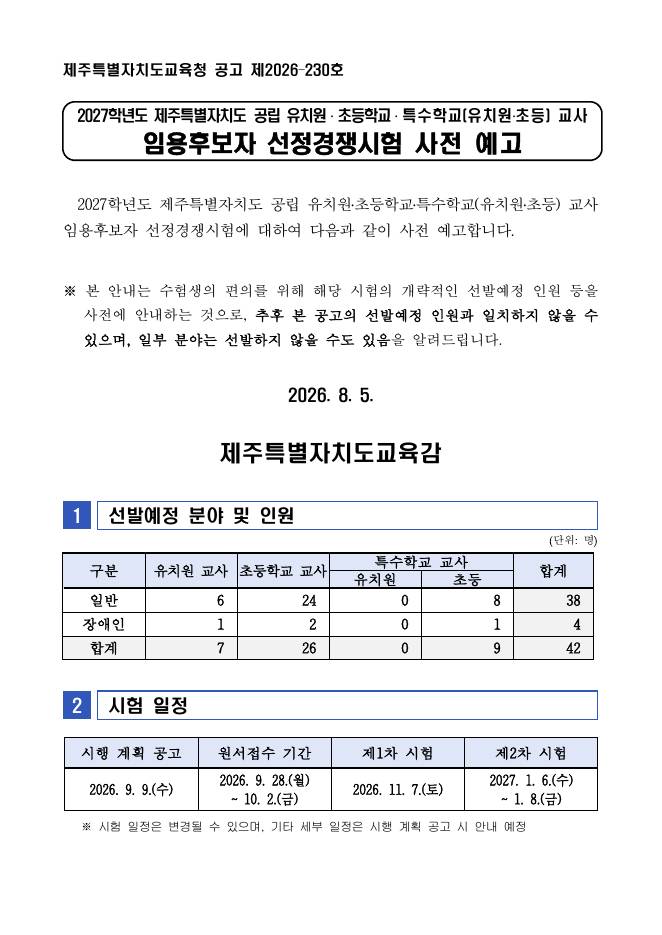 제주특별자치도교육청 공고 제2026-230호
2027학년도 제주특별자치도 공립 유치원·초등학교·특수학교(유치원·초등) 교사
임용후보자 선정경쟁시험 사전 예고
2027학년도 제주특별자치도 공립 유치원·초등학교·특수학교(유치원·초등) 교사
임용후보자 선정경쟁시험에 대하여 다음과 같이 사전 예고합니다.
※ 본 안내는 수험생의 편의를 위해 해당 시험의 개략적인 선발예정 인원 등을
사전에 안내하는 것으로, 추후 본 공고의 선발예정 인원과 일치하지 않을 수
있으며, 일부 분야는 선발하지 않을 수도 있음을 알려드립니다.
2026. 8. 5.
제주특별자치도교육감
1 선발예정 분야 및 인원
(단위: 명)
구분 유치원 교사 초등학교 교사 특수학교 교사 합계
유치원 초등
일반 6 24 0 8 38
장애인 1 2 0 1 4
합계 7 26 0 9 42
2 시험 일정
시행 계획 공고 원서접수 기간 제1차 시험 제2차 시험
2026. 9. 9.(수) 2026. 9. 28.(월) 2026. 11. 7.(토) 2027. 1. 6.(수)
~ 10. 2.(금) ~ 1. 8.(금)
※ 시험 일정은 변경될 수 있으며, 기타 세부 일정은 시행 계획 공고 시 안내 예정